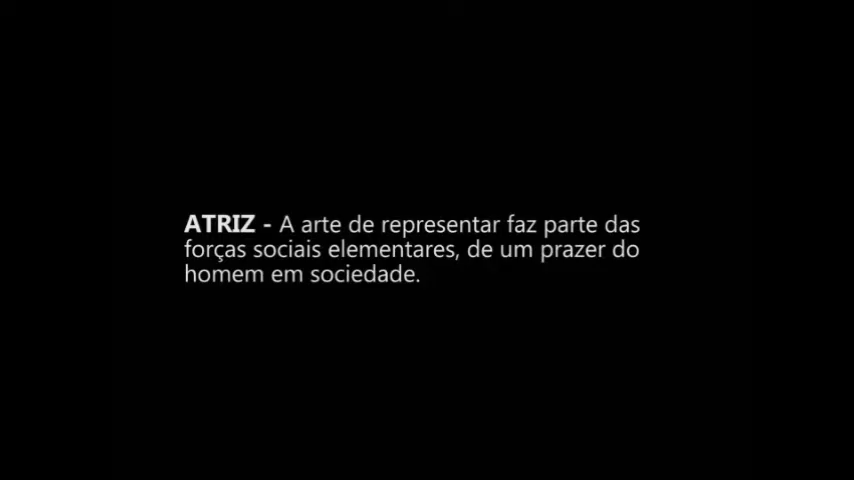 ATRIZ - A arte de representar faz parte das
forças sociais elementares, de um prazer do
homem em sociedade.